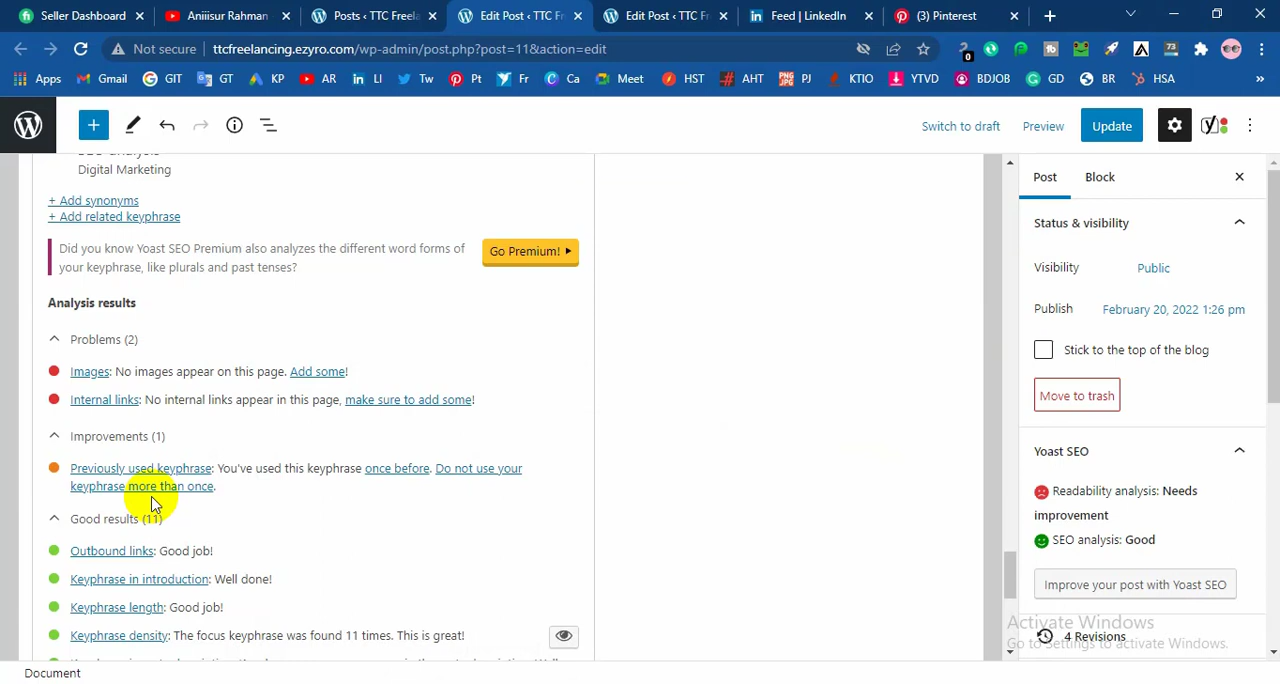 Seller Dashboard
Aniiisur Rahman
Posts ‹ TTC Freela
Edit Post ‹ TTC F
Edit Post ‹ TTC Fr
Feed | LinkedIn
(3) Pinterest
Not secure
ttcfreelancing.ezyro.com/wp-admin/post.php?post=11&action=edit
0
73
Apps
Gmail
GIT
GT
KP
AR
LI
Tw
Pt
Fr
Ca
Meet
HST
AHT
PJ
KTIO
YTVD
BDJOB
GD
BR
HSA
»
Switch to draft
Preview
Update
SEO analysis
Digital Marketing
+ Add synonyms
+ Add related keyphrase
Did you know Yoast SEO Premium also analyzes the different word forms of
your keyphrase, like plurals and past tenses?
Go Premium!
Analysis results
Problems (2)
Images: No images appear on this page. Add some!
Internal links: No internal links appear in this page, make sure to add some!
Improvements (1)
Previously used keyphrase: You've used this keyphrase once before. Do not use your
keyphrase more than once.
Good results (11)
Outbound links: Good job!
Keyphrase in introduction: Well done!
Keyphrase length: Good job!
Keyphrase density: The focus keyphrase was found 11 times. This is great!
Document
Post
Block
Status & visibility
Visibility
Public
Publish
February 20, 2022 1:26 pm
Stick to the top of the blog
Move to trash
Yoast SEO
Readability analysis: Needs
improvement
SEO analysis: Good
Improve your post with Yoast SEO
4 Revisions
Activate Windows
Go to Settings to activate Windows.